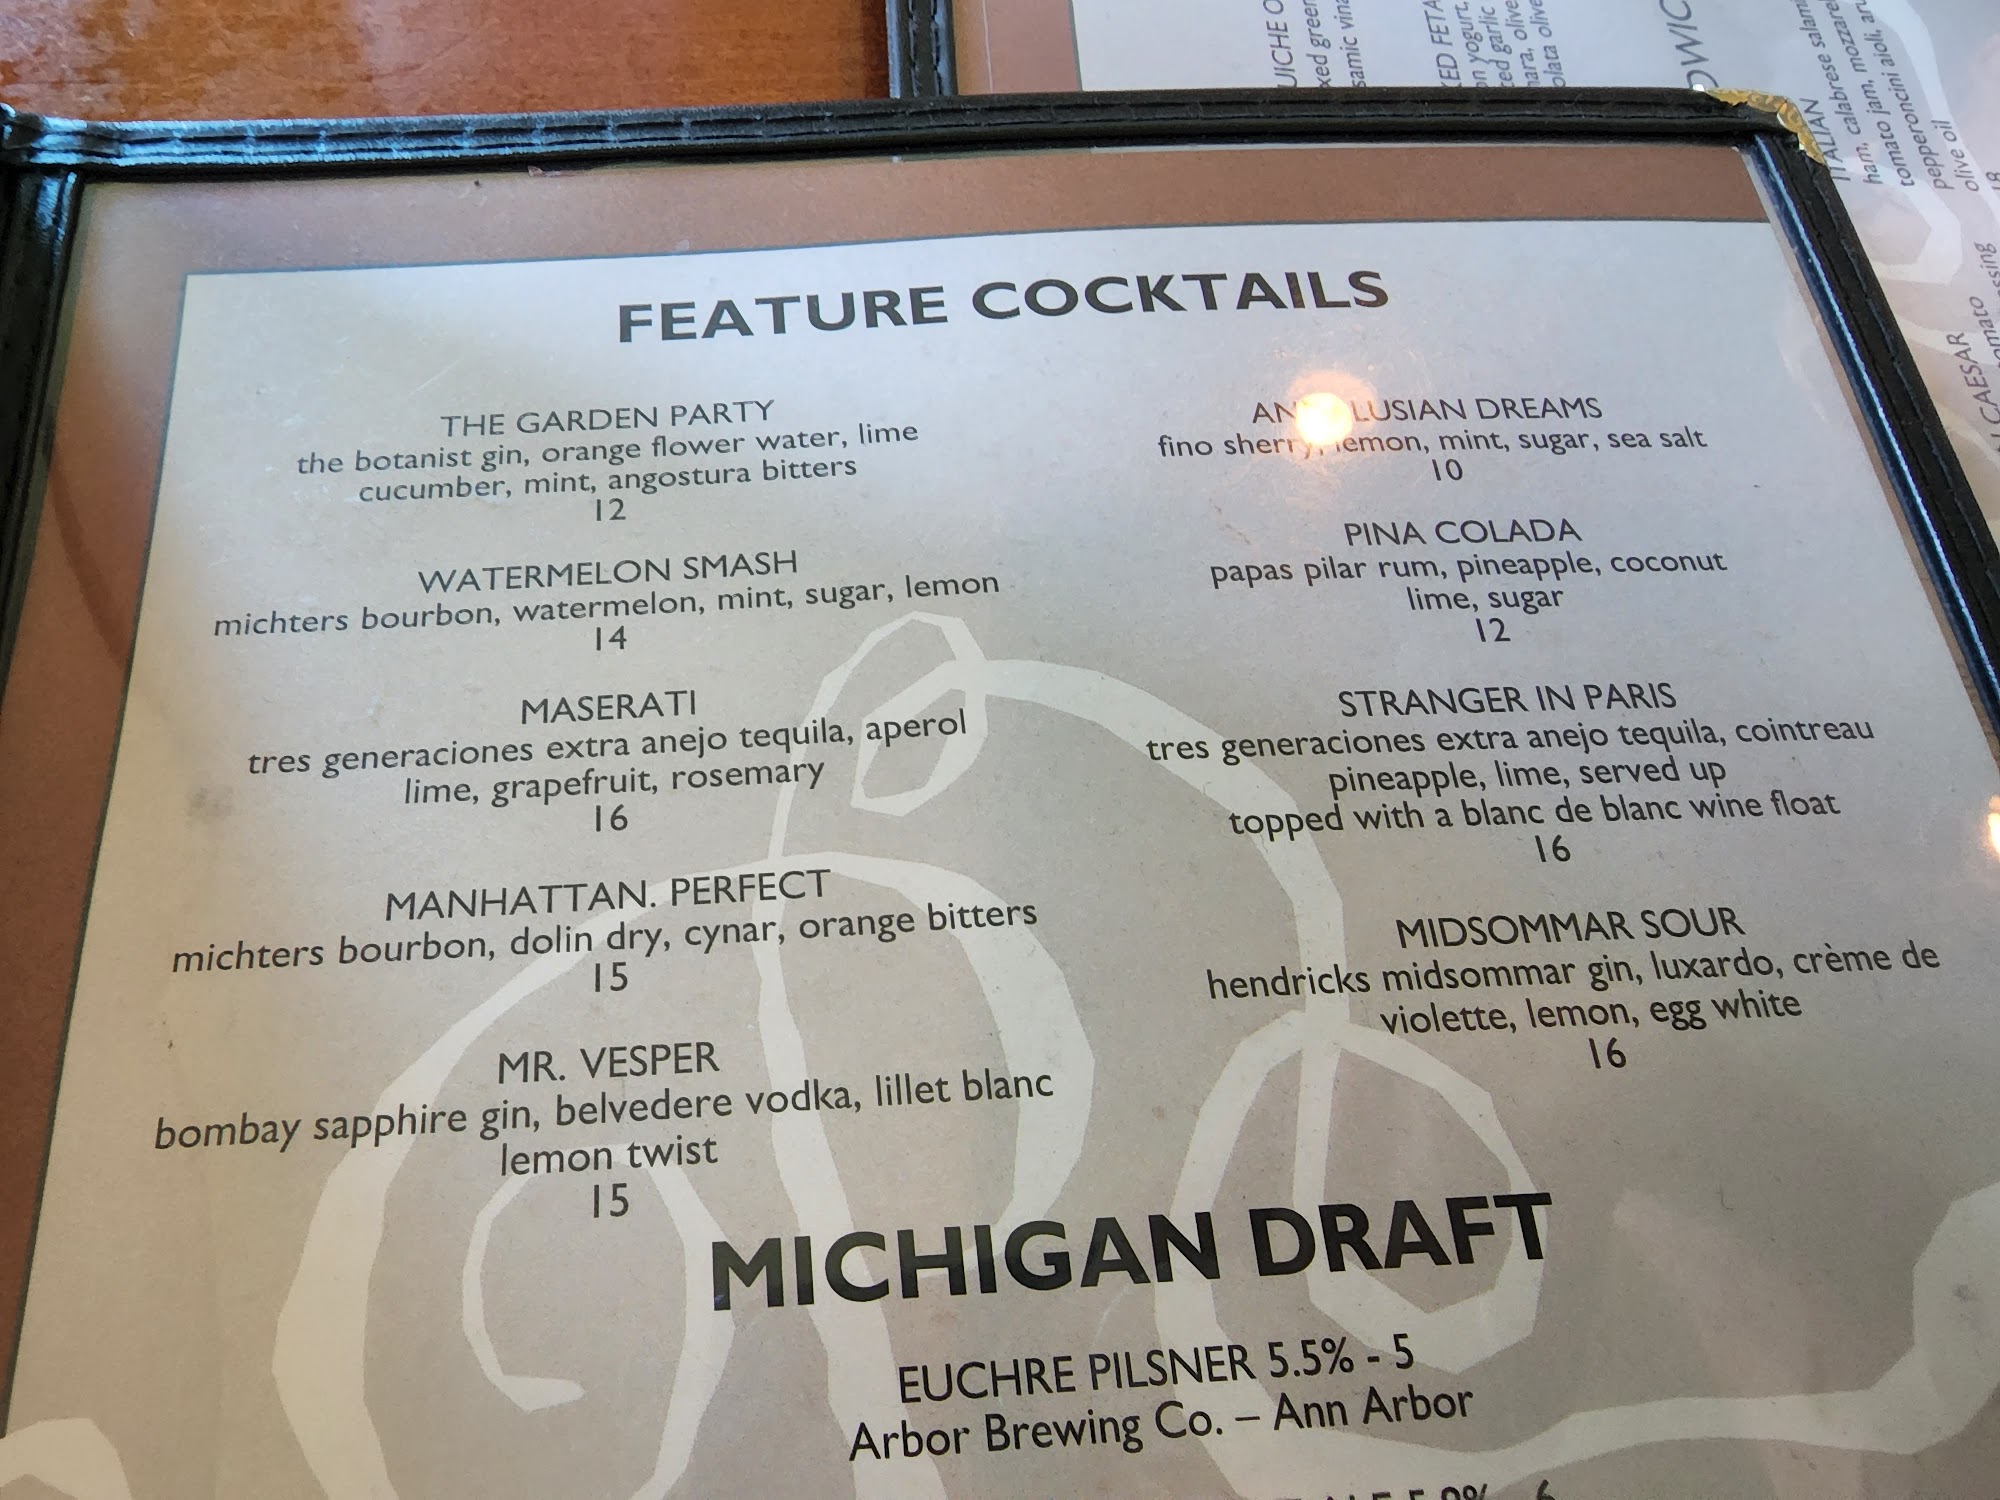 FEATURE COCKTAILS
THE GARDEN PARTY
the botanist gin, orange flower water, lime
cucumber, mint, angostura bitters
12
WATERMELON SMASH
michters bourbon, watermelon, mint, sugar, lemon
14
MASERATI
tres generaciones extra anejo tequila, aperol
lime, grapefruit, rosemary
16
MANHATTAN. PERFECT
michters bourbon, dolin dry, cynar, orange bitters
15
MR. VESPER
bombay sapphire gin, belvedere vodka, lillet blanc
lemon twist
15
LUSIAN DREAMS
fino sherry, lemon, mint, sugar, sea salt
10
PINA COLADA
papas pilar rum, pineapple, coconut
lime, sugar
12
STRANGER IN PARIS
tres generaciones extra anejo tequila, cointreau
pineapple, lime, served up
topped with a blanc de blanc wine float
16
MIDSOMMAR SOUR
hendricks midsommar gin, luxardo, crème de
violette, lemon, egg white
16
MICHIGAN DRAFT
EUCHRE PILSNER 5.5% - 5
Arbor Brewing Co. – Ann Arbor
ITALIAN
ham, calabrese salami
tomato jam, mozzarel
tomoncini aioli, aru
olive oil
18
CAESAR